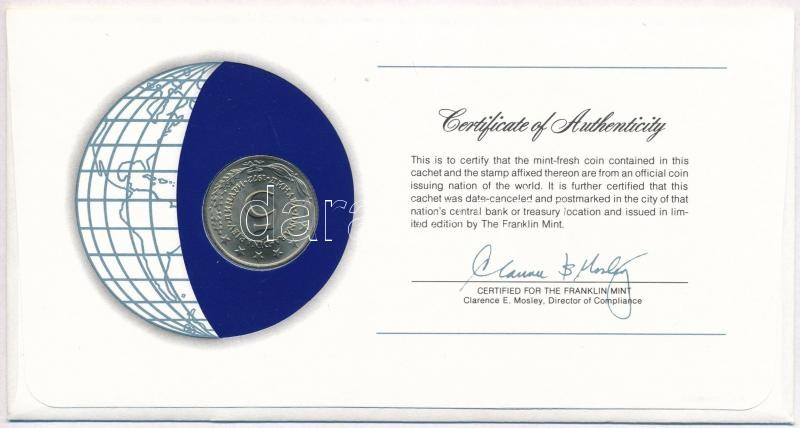 Certificate of Authenticity
This is to certify that the mint-fresh coin contained in this
cachet and the stamp affixed thereon are from an official coin
issuing nation of the world. It is further certified that this
cachet was date-canceled and postmarked in the city of that
nation's central bank or treasury location and issued in lim-
ited edition by The Franklin Mint.
CERTIFIED FOR THE FRANKLIN MINT
Clarence E. Mosley, Director of Compliance